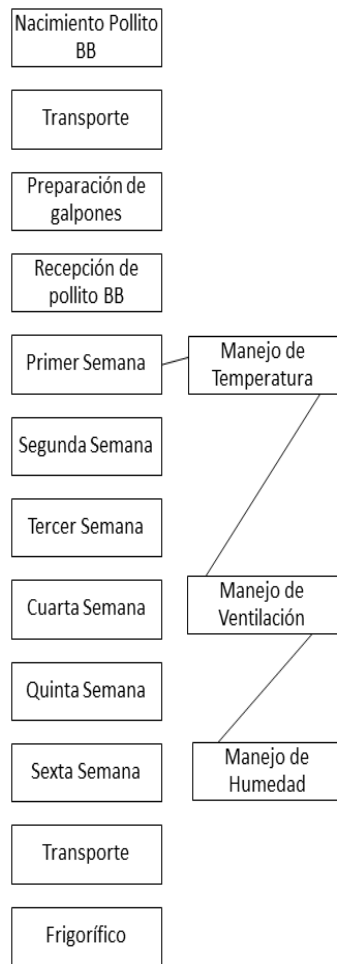 Nacimiento Pollito
BB
Transporte
Preparación de
galpones
Recepción de
pollito BB
Primer Semana
Manejo de
Temperatura
Segunda Semana
Tercer Semana
Cuarta Semana
Manejo de
Ventilación
Quinta Semana
Sexta Semana
Manejo de
Humedad
Transporte
Frigorífico